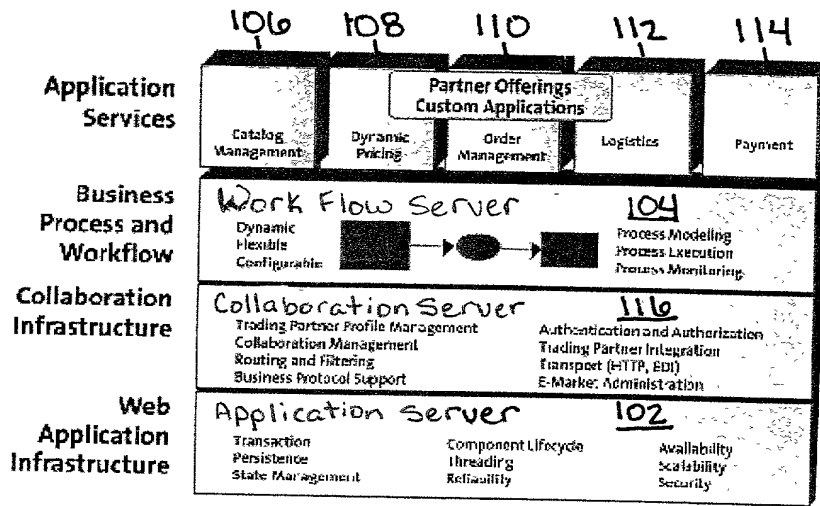 106 108 110 112 114
Application
Services
Partner Offerings
Custom Applications
Catalog
Management
Dynamic
Pricing
Order
Management
Logistics
Payment
Business
Process and
Workflow
Work Flow Server 104
Dynamic
Flexible
Configurable
Process Modeling
Process Execution
Process Monitoring
Collaboration
Infrastructure
Collaboration Server 116
Trading Partner Profile Management
Collaboration Management
Routing and Filtering
Business Protocol Support
Authentication and Authorization
Trading Partner Integration
Transport (HTTP, EDI)
E-Market Administration
Web
Application
Infrastructure
Application Server 102
Transaction
Persistence
State Management
Component Lifecycle
Threading
Reliability
Availability
Scalability
Security